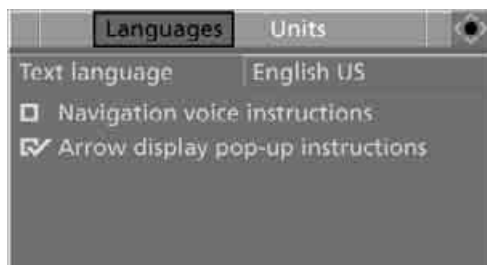 Languages Units
Text language English US
Navigation voice instructions
Arrow display pop-up instructions